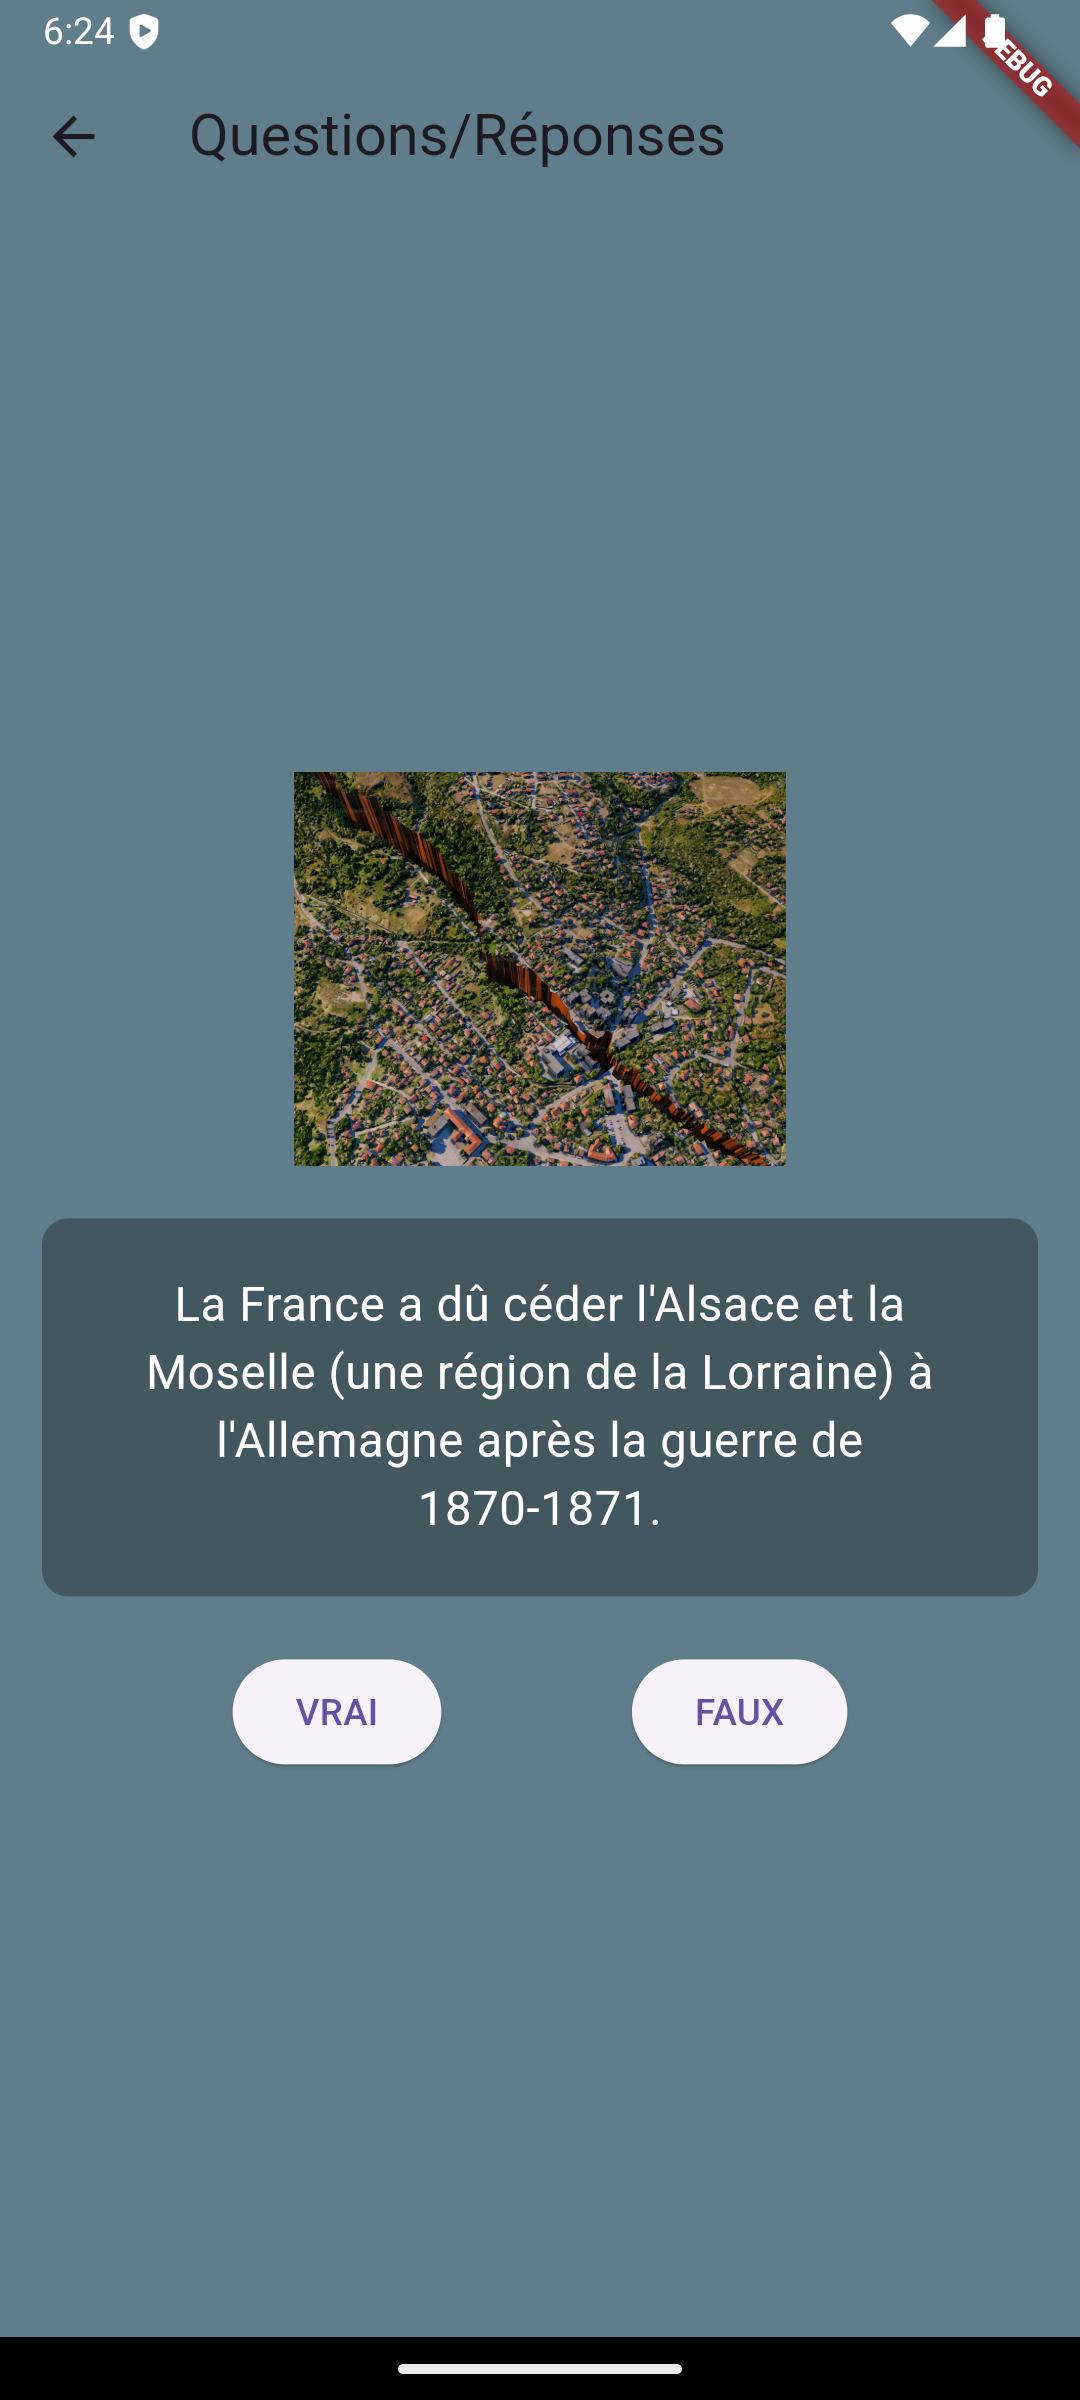 6:24
DEBUG
Questions/Réponses
La France a dû céder l'Alsace et la
Moselle (une région de la Lorraine) à
l'Allemagne après la guerre de
1870-1871.
VRAI
FAUX